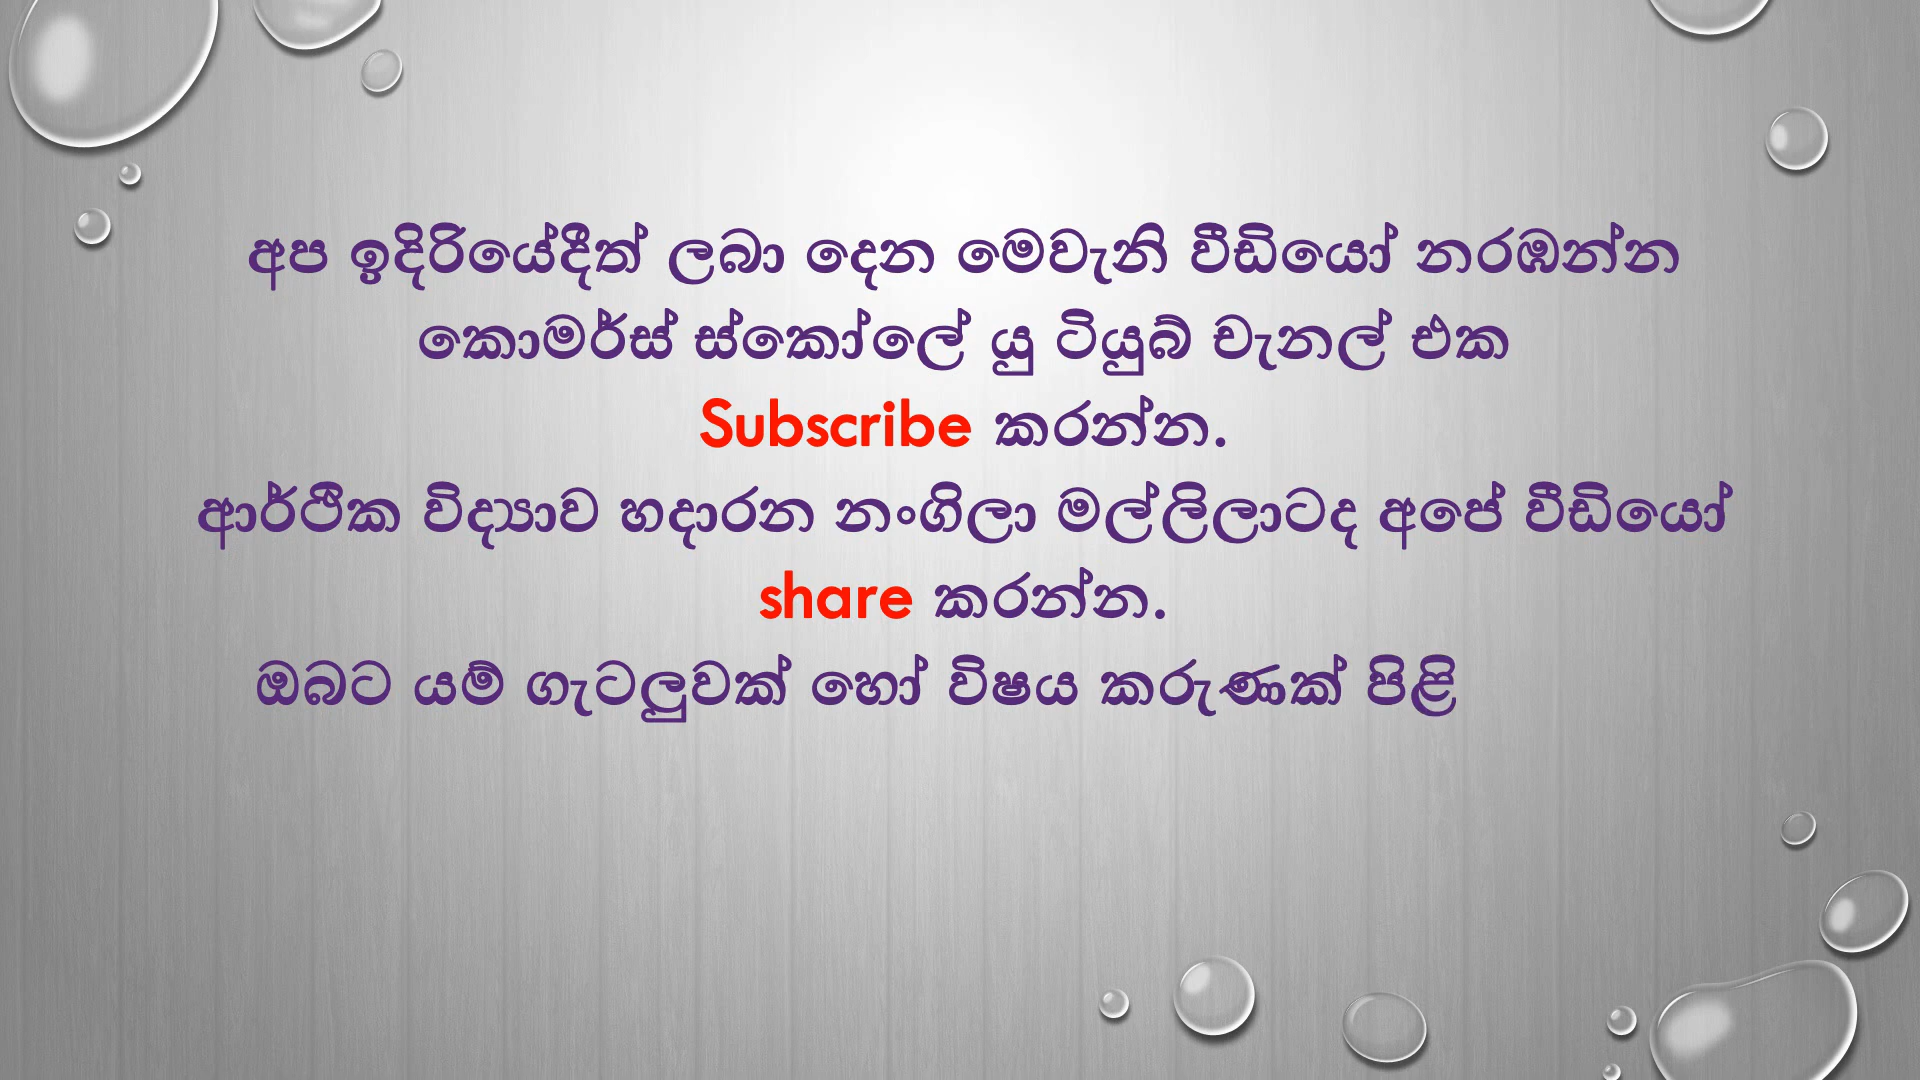 අප ඉදිරියේදීත් ලබා දෙන මෙවැනි වීඩියෝ නරඹන්න
කොමර්ස් ස්කෝලේ යු ටියුබ් චැනල් එක
Subscribe කරන්න.
ආර්ථික විද්‍යාව හදාරන නංගිලා මල්ලිලාටද අපේ වීඩියෝ
share කරන්න.
ඔබට යම් ගැටලුවක් හෝ විෂය කරුණක් පිළි